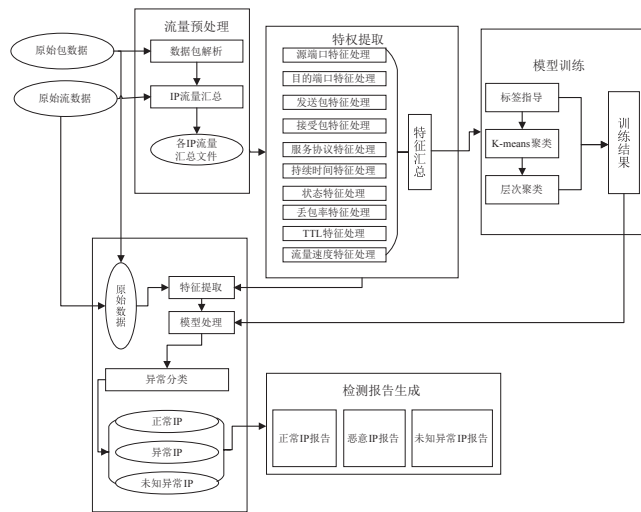 原始包数据
原始流数据
流量预处理
数据包解析
IP流量汇总
各IP流量
汇总文件
特权提取
源端口特征处理
目的端口特征处理
发送包特征处理
接受包特征处理
服务协议特征处理
持续时间特征处理
状态特征处理
丢包率特征处理
TTL特征处理
流量速度特征处理
特征汇总
模型训练
标签指导
K-means聚类
层次聚类
训练结果
原始数据
特征提取
模型处理
异常分类
正常IP
异常IP
未知异常IP
检测报告生成
正常IP报告
恶意IP报告
未知异常IP报告